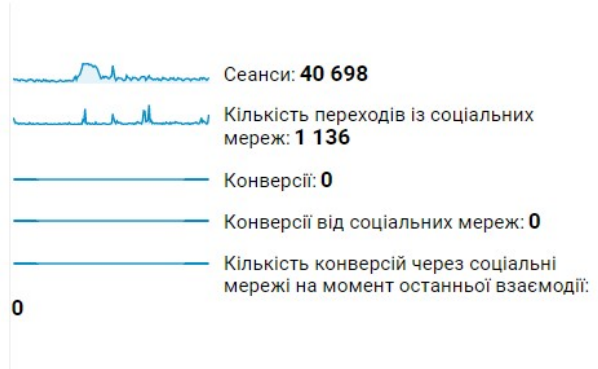 Сеанси: 40 698
Кількість переходів із соціальних
мереж: 1 136
Конверсії: 0
Конверсії від соціальних мереж: 0
Кількість конверсій через соціальні
мережі на момент останньої взаємодії:
0